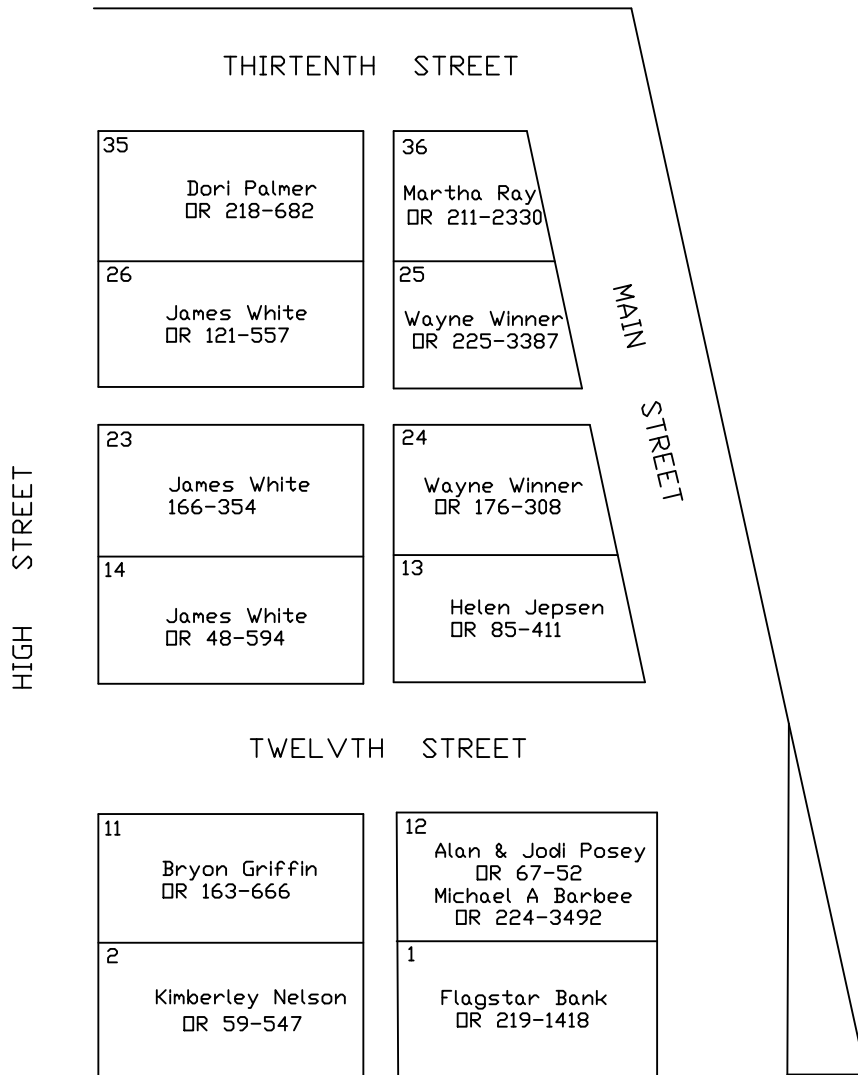 THIRTENTH STREET
35
Dori Palmer
OR 218-682
36
Martha Ray
OR 211-2330
26
James White
OR 121-557
25
Wayne Winner
OR 225-3387
MAIN STREET
23
James White
166-354
24
Wayne Winner
OR 176-308
HIGH STREET
14
James White
OR 48-594
13
Helen Jepsen
OR 85-411
TWELVTH STREET
11
Bryon Griffin
OR 163-666
12
Alan & Jodi Posey
OR 67-52
Michael A Barbee
OR 224-3492
2
Kimberley Nelson
OR 59-547
1
Flagstar Bank
OR 219-1418